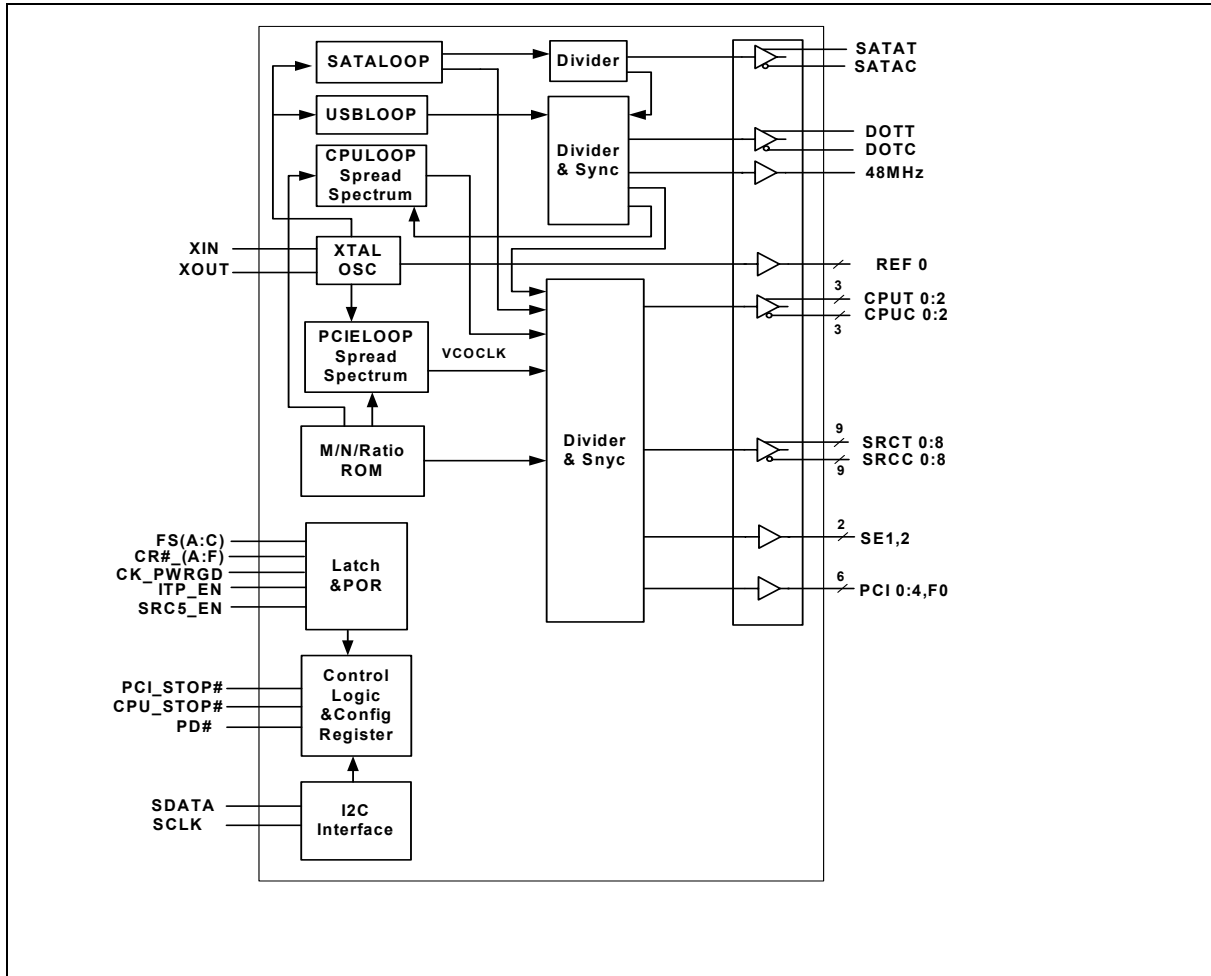 SATALOOP
Divider
SATAT
SATAC
USBLOOP
CPULOOP
Spread
Spectrum
Divider
& Sync
DOTT
DOTC
48MHz
XIN
XOUT
XTAL
OSC
REF 0
3
CPUT 0:2
CPUC 0:2
3
PCIELOOP
Spread
Spectrum
VCOCLK
M/N/Ratio
ROM
Divider
& Snyc
9
SRCT 0:8
SRCC 0:8
9
2
SE1,2
6
PCI 0:4,F0
FS(A:C)
CR#_(A:F)
CK_PWRGD
ITP_EN
SRC5_EN
Latch
&POR
PCI_STOP#
CPU_STOP#
PD#
Control
Logic
&Config
Register
SDATA
SCLK
I2C
Interface